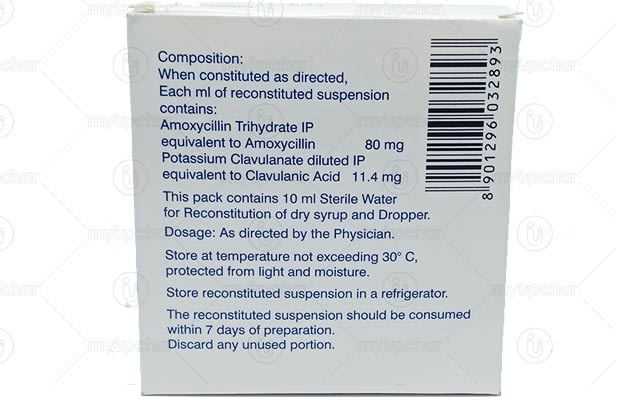 Composition:
When constituted as directed,
Each ml of reconstituted suspension
contains:
Amoxycillin Trihydrate IP
equivalent to Amoxycillin 80 mg
Potassium Clavulanate diluted IP
equivalent to Clavulanic Acid 11.4 mg
This pack contains 10 ml Sterile Water
for Reconstitution of dry syrup and Dropper.
Dosage: As directed by the Physician.
Store at temperature not exceeding 30° C,
protected from light and moisture.
Store reconstituted suspension in a refrigerator.
The reconstituted suspension should be consumed
within 7 days of preparation.
Discard any unused portion.
8 901296 032893